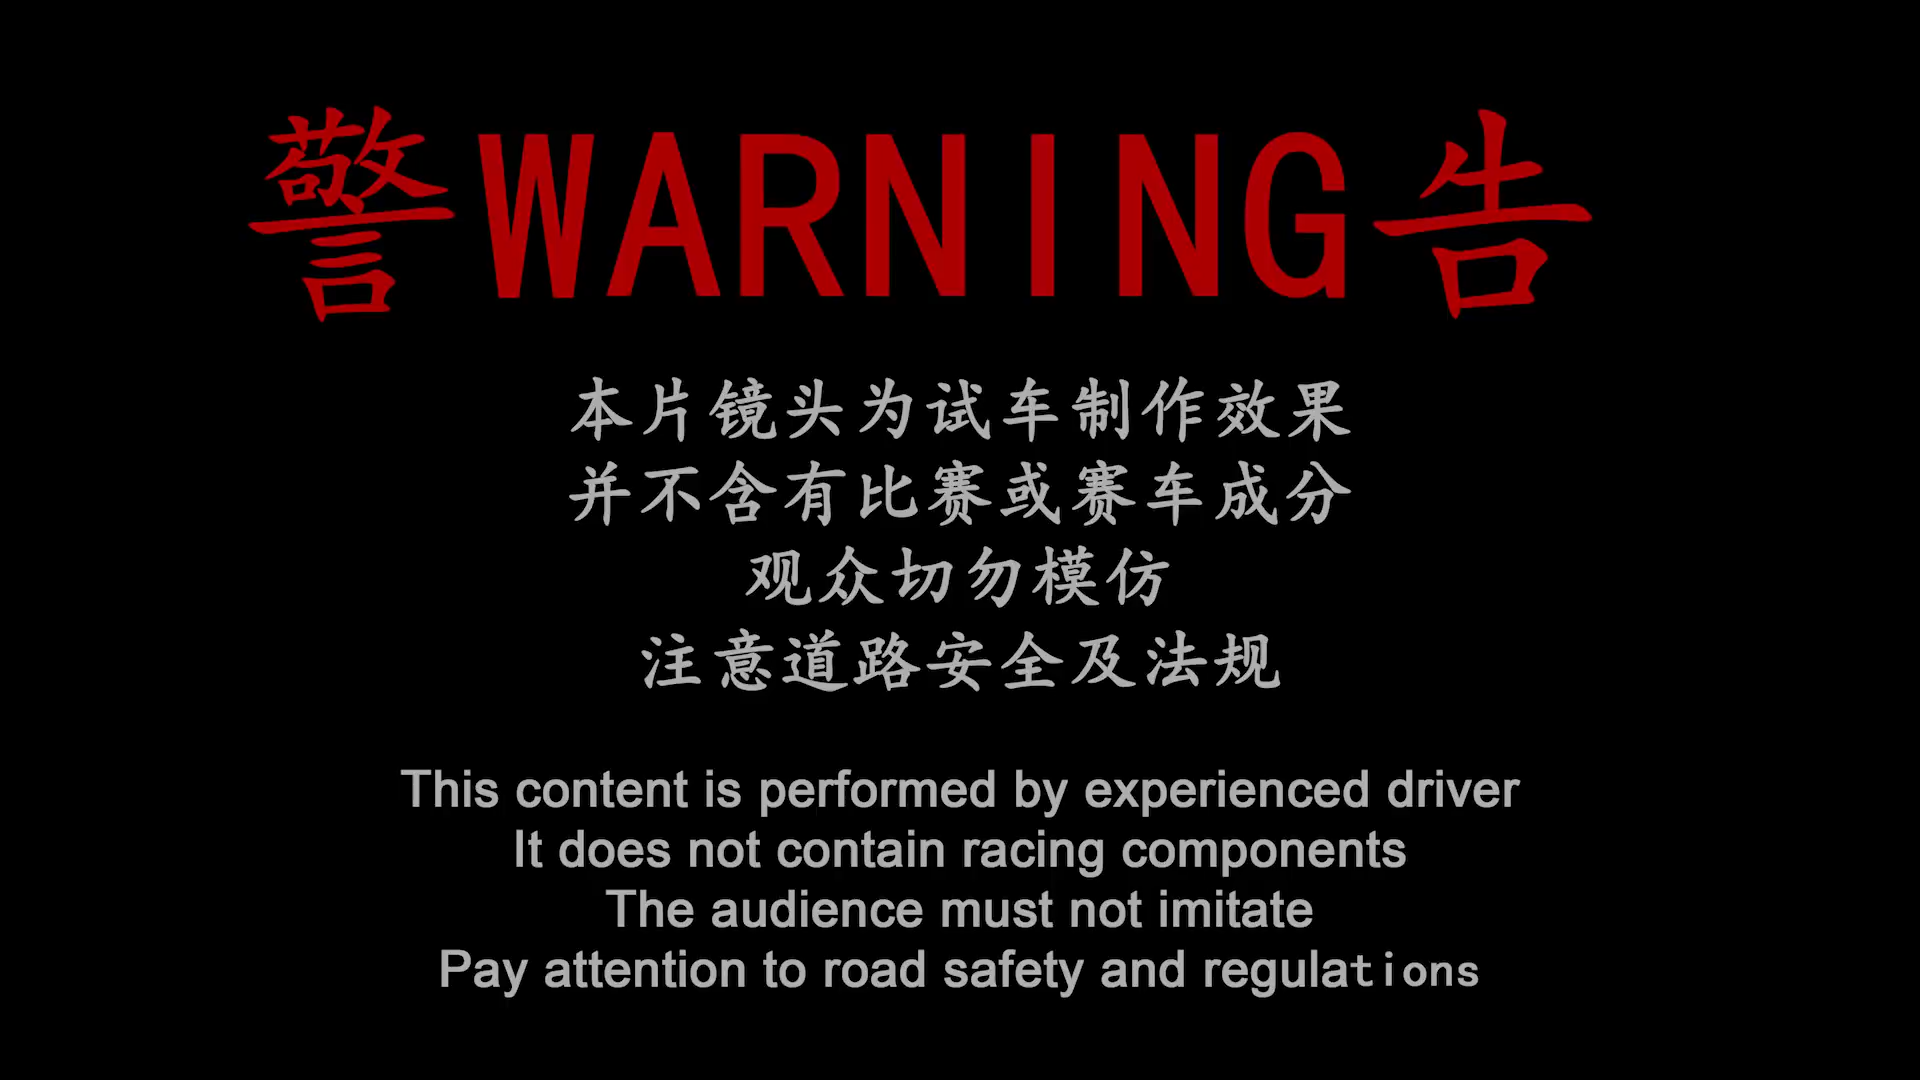 警WARNING告
本片镜头为试车制作效果
并不含有比赛或赛车成分
观众切勿模仿
注意道路安全及法规
This content is performed by experienced driver
It does not contain racing components
The audience must not imitate
Pay attention to road safety and regulations